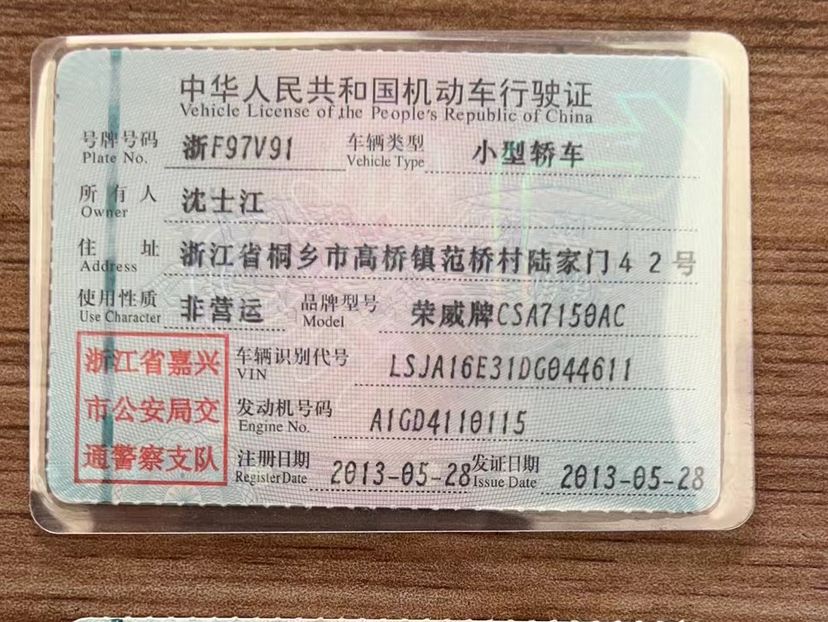 中华人民共和国机动车行驶证
Vehicle License of the People's Republic of China
号牌号码 浙F97V91 车辆类型 小型轿车
Plate No. Vehicle Type
所有人 沈士江
Owner
住址 浙江省桐乡市高桥镇范桥村陆家门42号
Address
使用性质 非营运 品牌型号 荣威牌CSA7150AC
Use Character Model
浙江省嘉兴
市公安局交
通警察支队
车辆识别代号 LSJA16E31DG044611
VIN
发动机号码 A1GD4110115
Engine No.
注册日期 2013-05-28 发证日期 2013-05-28
Register Date Issue Date